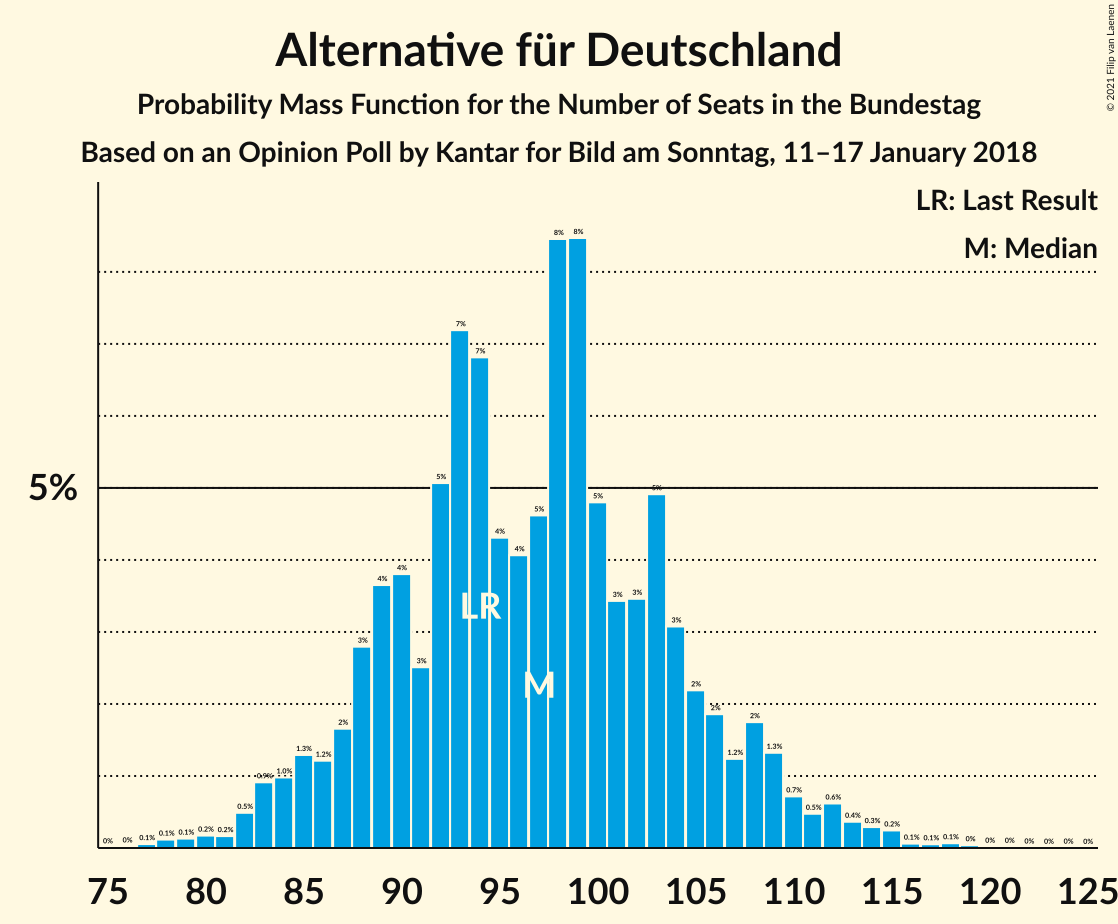 Alternative für Deutschland
Probability Mass Function for the Number of Seats in the Bundestag
Based on an Opinion Poll by Kantar for Bild am Sonntag, 11–17 January 2018
© 2021 Filip van Laenen
LR: Last Result
M: Median
5%
0% 0% 0.1% 0.1% 0.1% 0.2% 0.2% 0.5% 0.9% 1.0% 1.3% 1.2% 2% 3% 4% 4% 3% 5% 7% 7% 4% 4% 5% 8% 8% 5% 3% 3% 5% 3% 2% 2% 1.2% 2% 1.3% 0.7% 0.5% 0.6% 0.4% 0.3% 0.2% 0.1% 0.1% 0.1% 0% 0% 0% 0% 0% 0% 0%
LR
M
75 80 85 90 95 100 105 110 115 120 125